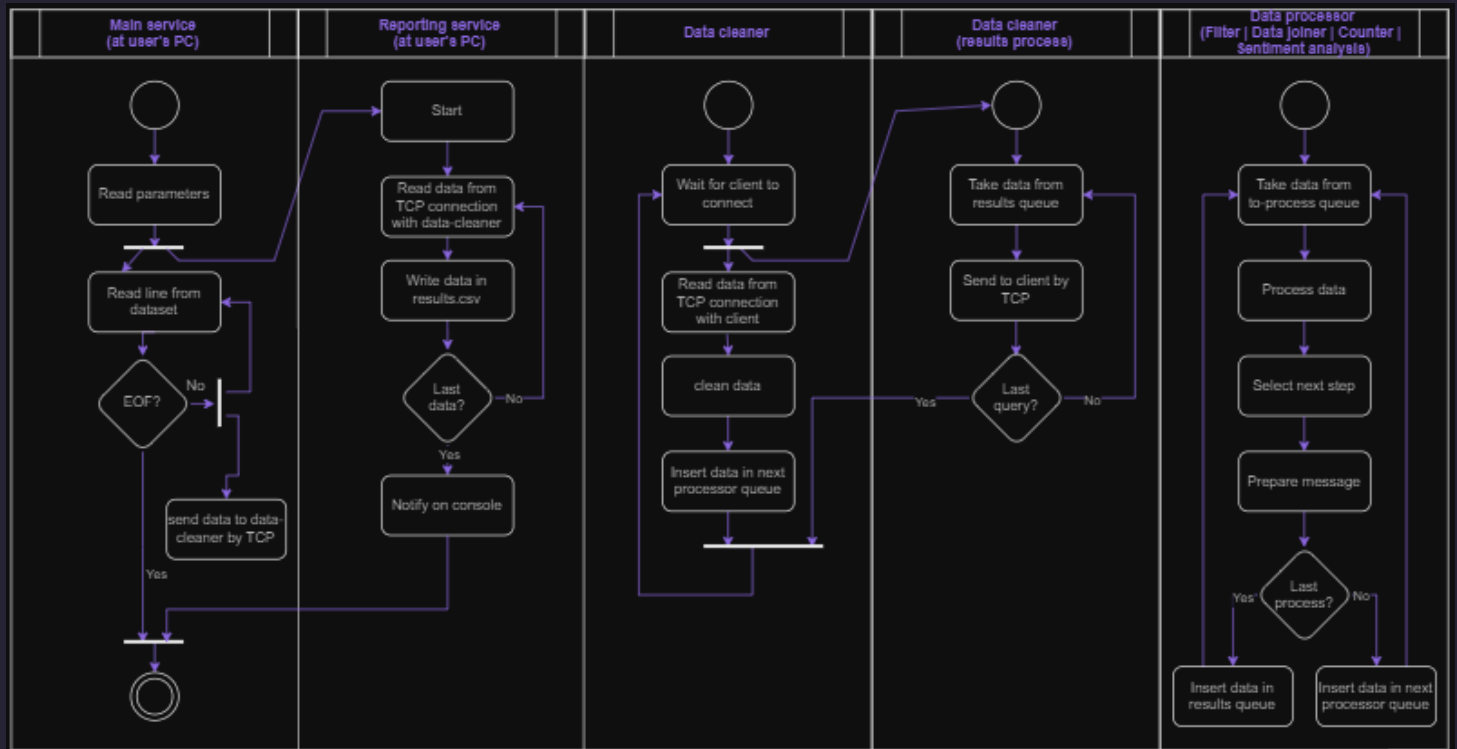 Main service
(at user's PC)
Reporting service
(at user's PC)
Data cleaner
Data cleaner
(results process)
Data processor
(Filter | Data joiner | Counter |
Sentiment analysis)
Read parameters
Read line from
dataset
EOF?
No
send data to data-
cleaner by TCP
Yes
Start
Read data from
TCP connection
with data-cleaner
Write data in
results.csv
Last
data?
No
Yes
Notify on console
Wait for client to
connect
Read data from
TCP connection
with client
clean data
Insert data in next
processor queue
Take data from
results queue
Send to client by
TCP
Last
query?
Yes
No
Take data from
to-process queue
Process data
Select next step
Prepare message
Last
process?
Yes
No
Insert data in
results queue
Insert data in next
processor queue